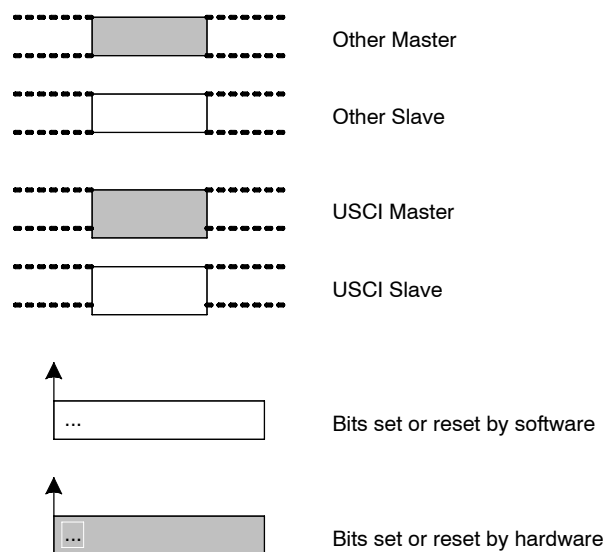 Other Master
Other Slave
USCI Master
USCI Slave
...
Bits set or reset by software
...
Bits set or reset by hardware